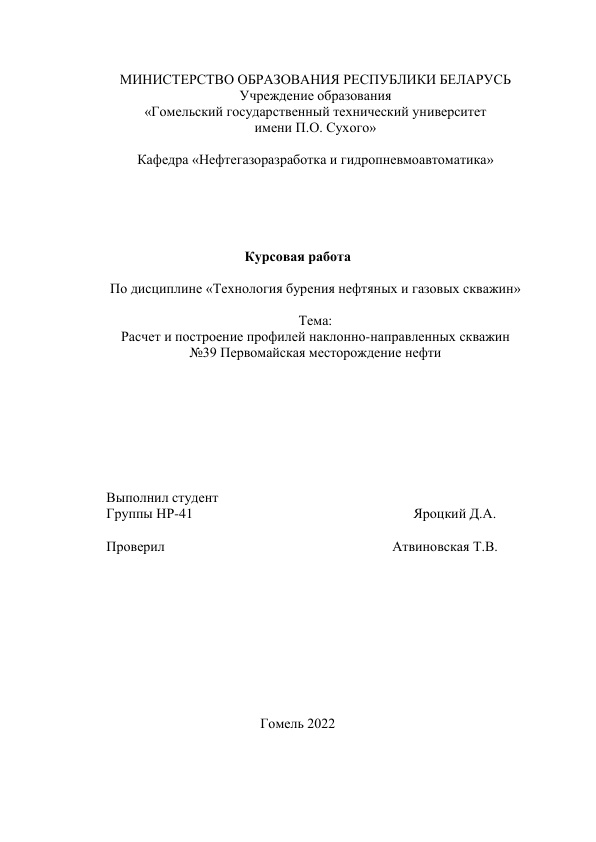 МИНИСТЕРСТВО ОБРАЗОВАНИЯ РЕСПУБЛИКИ БЕЛАРУСЬ
Учреждение образования
«Гомельский государственный технический университет
имени П.О. Сухого»
Кафедра «Нефтегазоразработка и гидропневмоавтоматика»
Курсовая работа
По дисциплине «Технология бурения нефтяных и газовых скважин»
Тема:
Расчет и построение профилей наклонно-направленных скважин
№39 Первомайская месторождение нефти
Выполнил студент
Группы НР-41 Яроцкий Д.А.
Проверил Атвиновская Т.В.
Гомель 2022